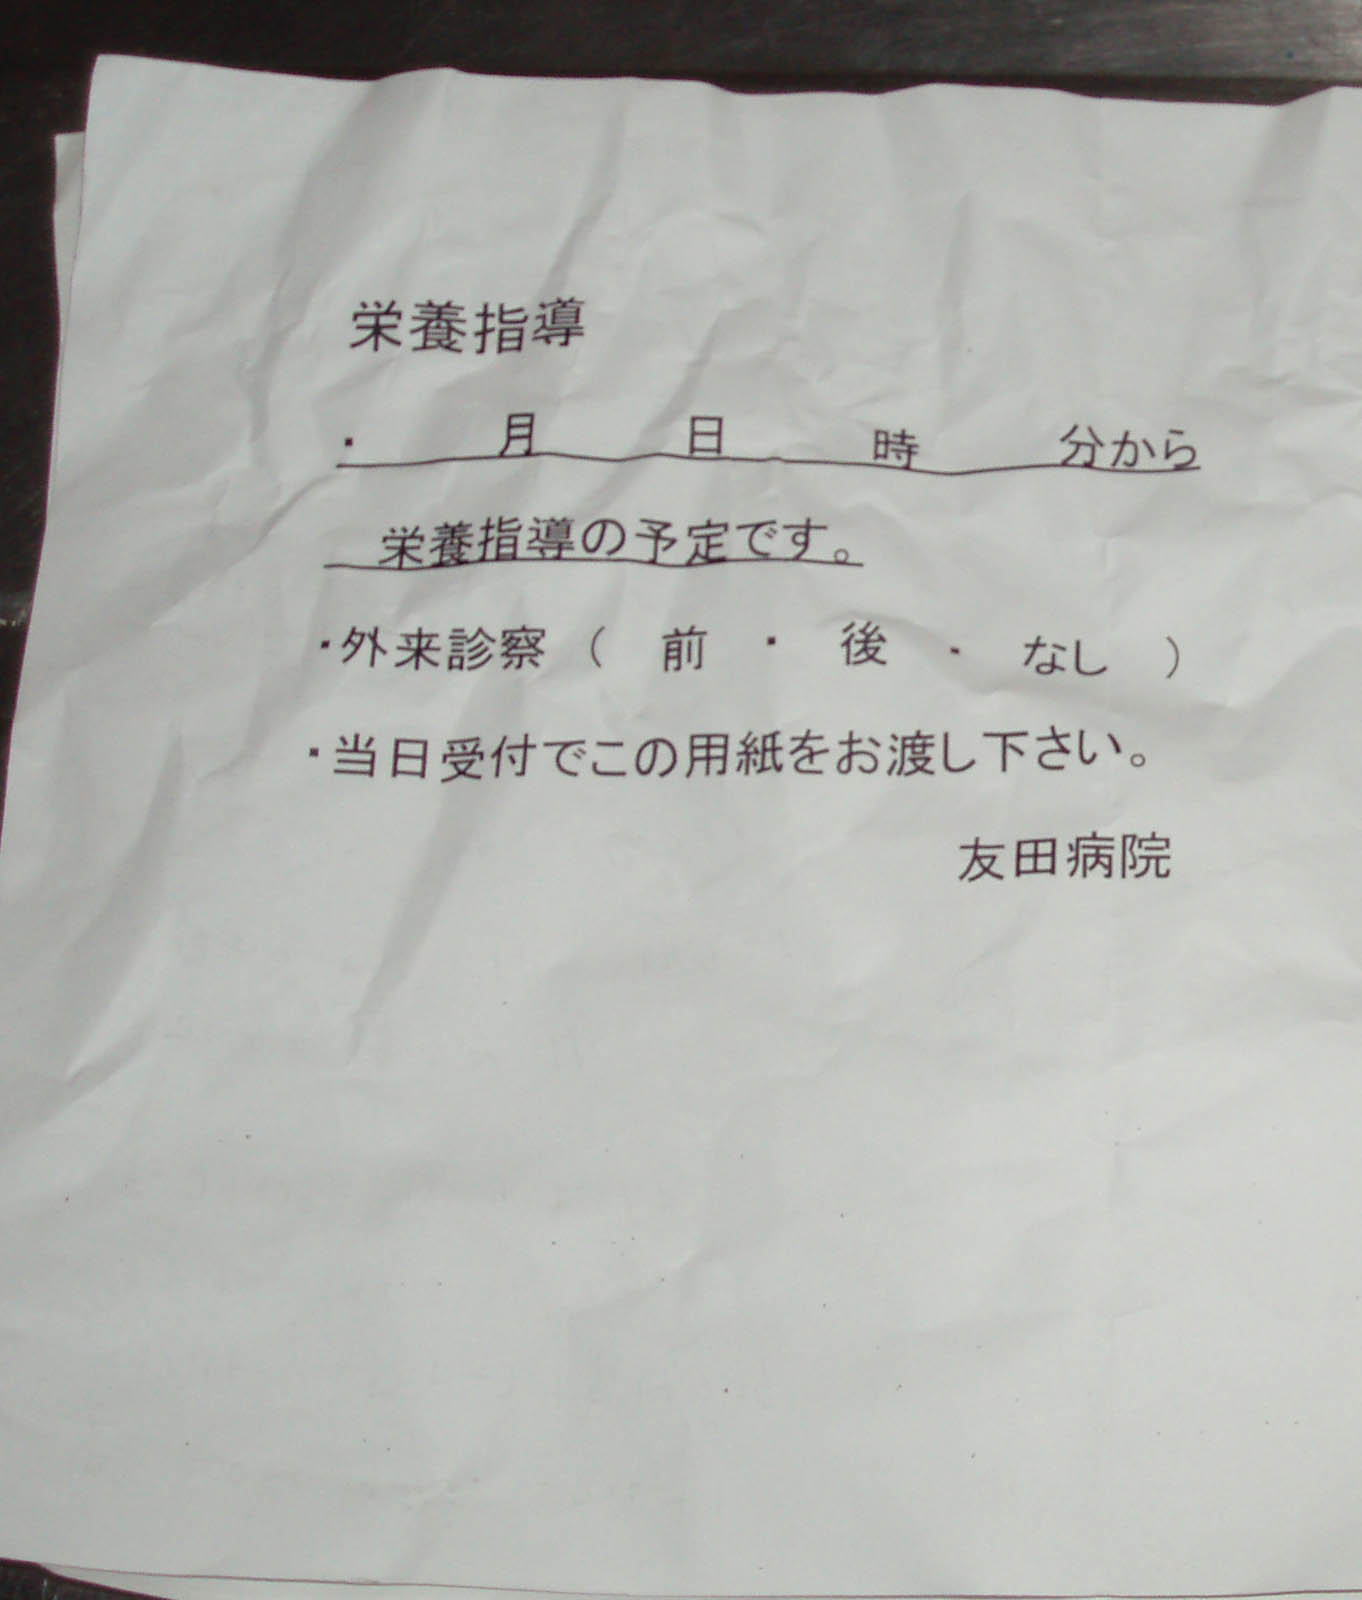 栄養指導
・　　　月　　　日　　　時　　　分から
栄養指導の予定です。
・外来診察（　前　・　後　・　なし　）
・当日受付でこの用紙をお渡し下さい。
友田病院